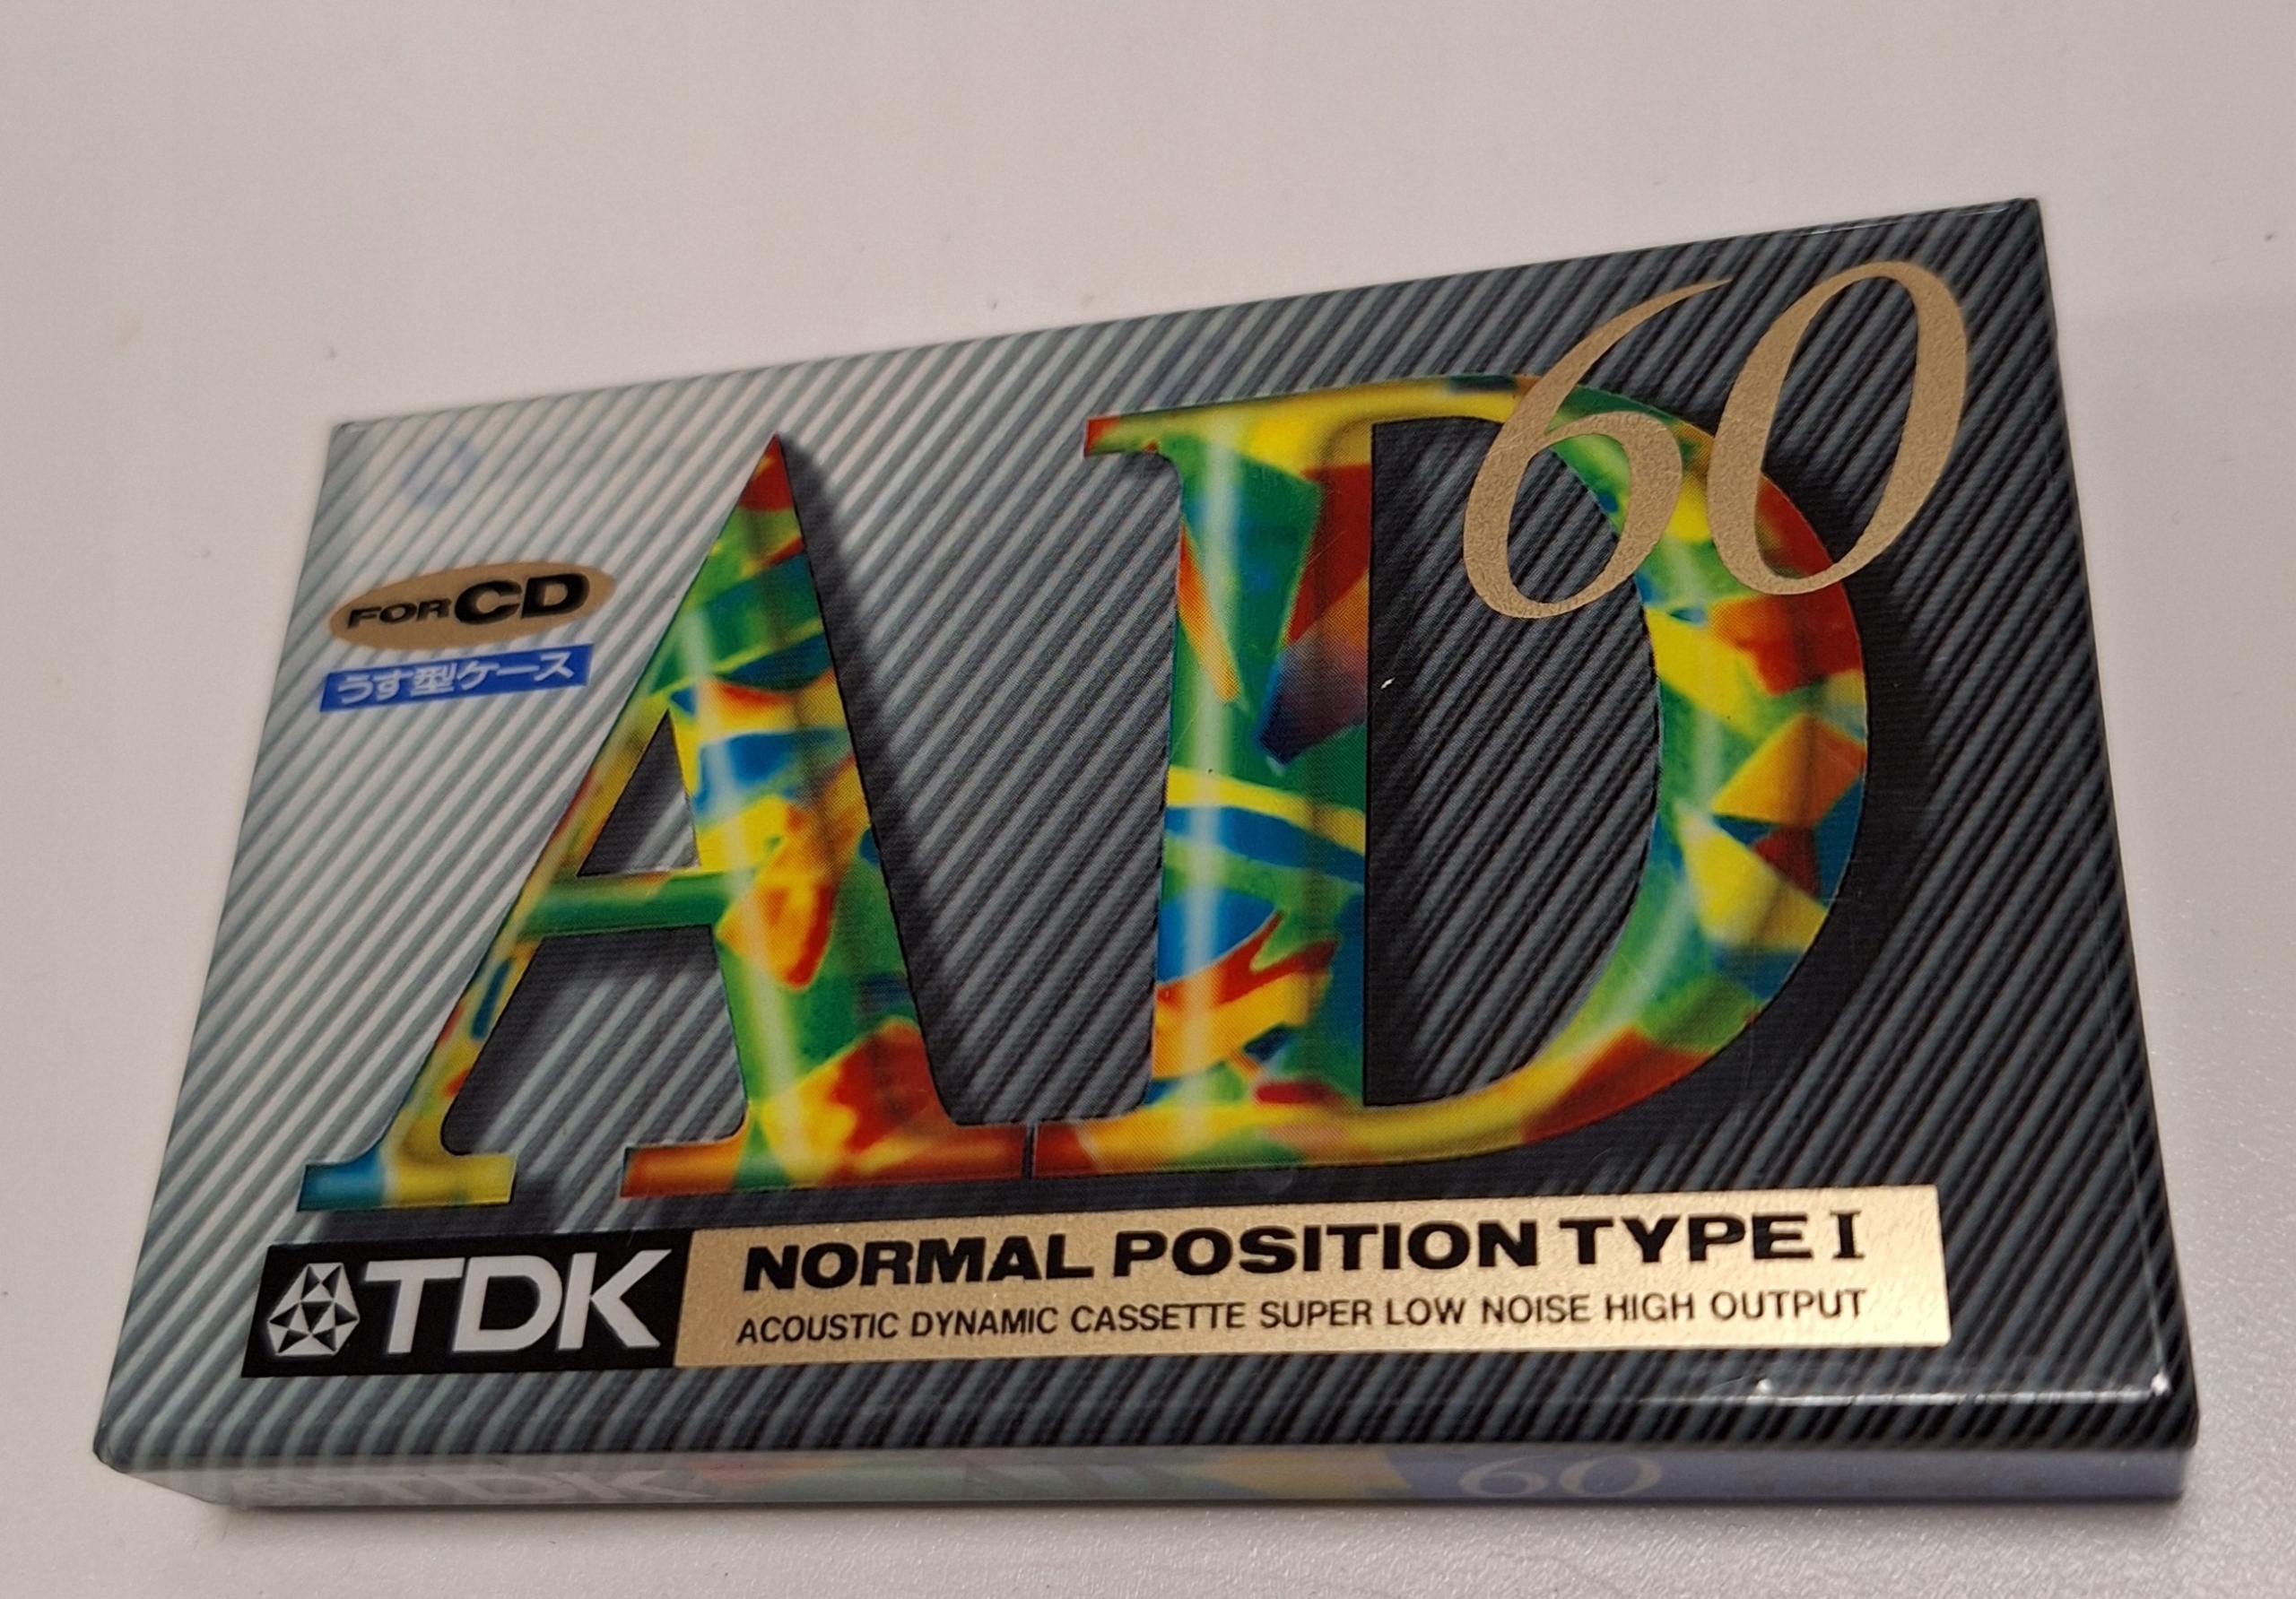 60
AD
FOR CD
うす型ケース
TDK
NORMAL POSITION TYPE I
ACOUSTIC DYNAMIC CASSETTE SUPER LOW NOISE HIGH OUTPUT
TDK AD 60